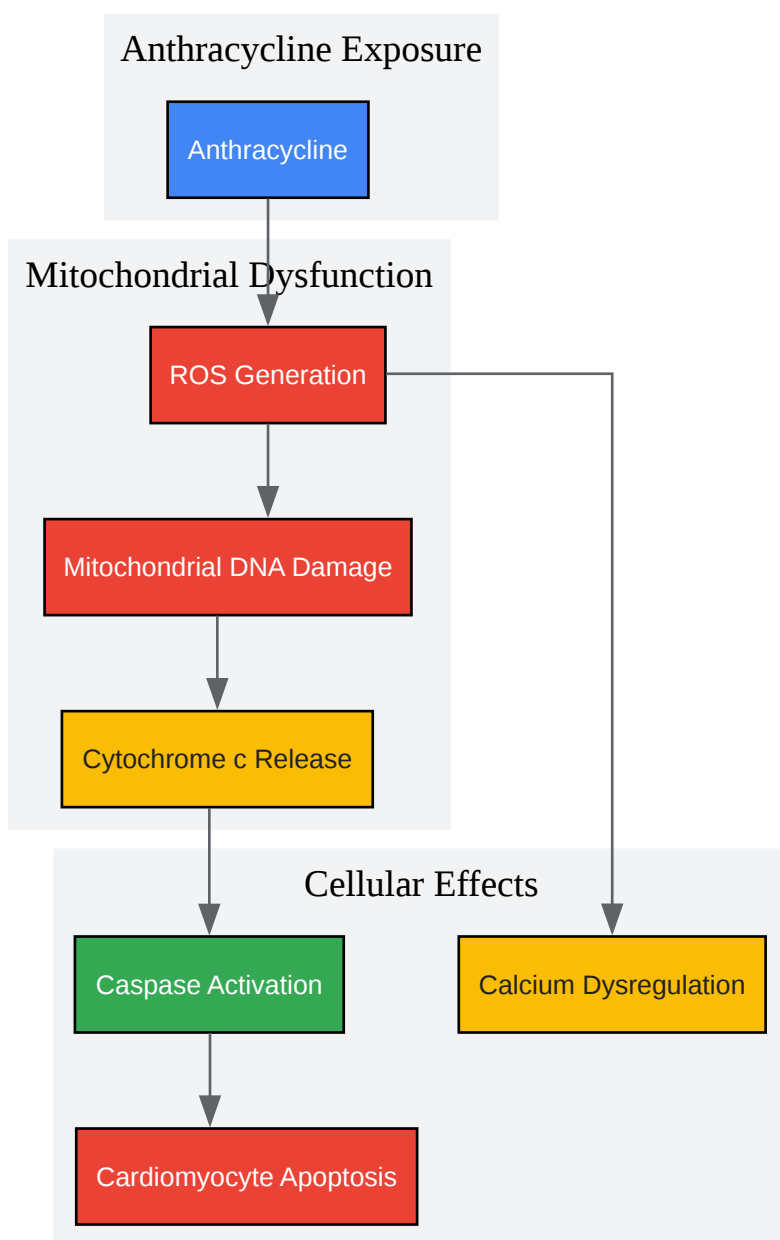 Anthracycline Exposure
Anthracycline
Mitochondrial Dysfunction
ROS Generation
Mitochondrial DNA Damage
Cytochrome c Release
Cellular Effects
Caspase Activation
Calcium Dysregulation
Cardiomyocyte Apoptosis